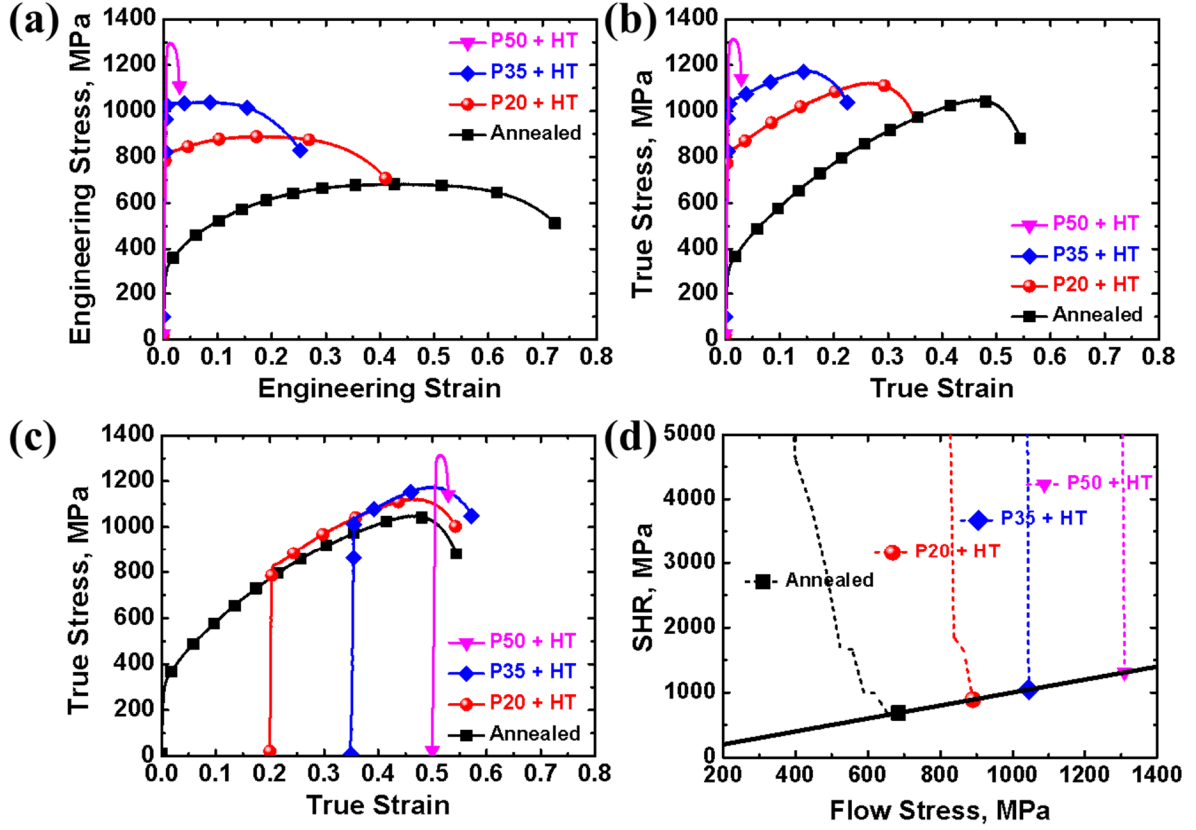 (a)
Engineering Stress, MPa
1400
1200
1000
800
600
400
200
0
P50 + HT
P35 + HT
P20 + HT
Annealed
0.0 0.1 0.2 0.3 0.4 0.5 0.6 0.7 0.8
Engineering Strain
(b)
True Stress, MPa
1400
1200
1000
800
600
400
200
0
P50 + HT
P35 + HT
P20 + HT
Annealed
0.0 0.1 0.2 0.3 0.4 0.5 0.6 0.7 0.8
True Strain
(c)
True Stress, MPa
1400
1200
1000
800
600
400
200
0
P50 + HT
P35 + HT
P20 + HT
Annealed
0.0 0.1 0.2 0.3 0.4 0.5 0.6 0.7 0.8
True Strain
(d)
SHR, MPa
5000
4000
3000
2000
1000
0
P50 + HT
P35 + HT
P20 + HT
Annealed
200 400 600 800 1000 1200 1400
Flow Stress, MPa